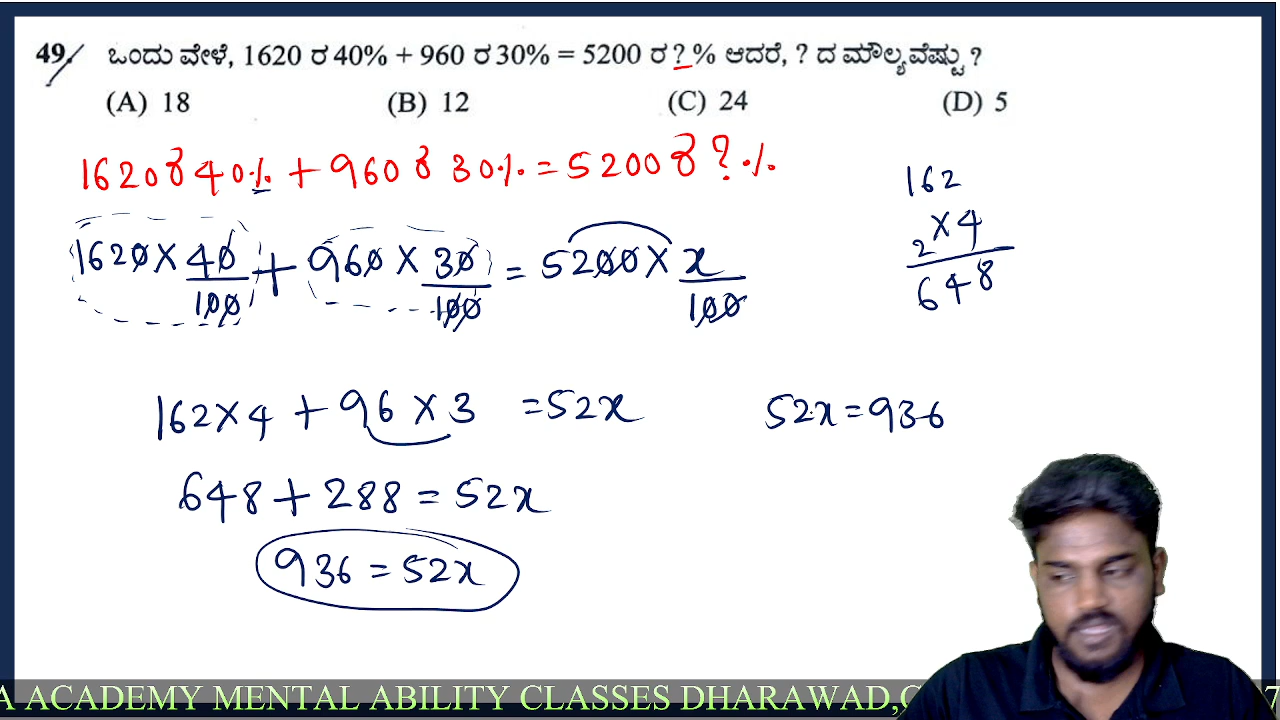 49. ಒಂದು ವೇಳೆ, 1620 ರ 40% + 960 ರ 30% = 5200 ರ ? % ಆದರೆ, ? ದ ಮೌಲ್ಯವೆಷ್ಟು ?
(A) 18 (B) 12 (C) 24 (D) 5
1620 ರ 40% + 960 ರ 30% = 5200 ರ ? %
1620 × 40/100 + 960 × 30/100 = 5200 × x/100
162 × 4 + 96 × 3 = 52x
648 + 288 = 52x
936 = 52x
162
× 4
2
648
52x = 936
A ACADEMY MENTAL ABILITY CLASSES DHARAWAD,